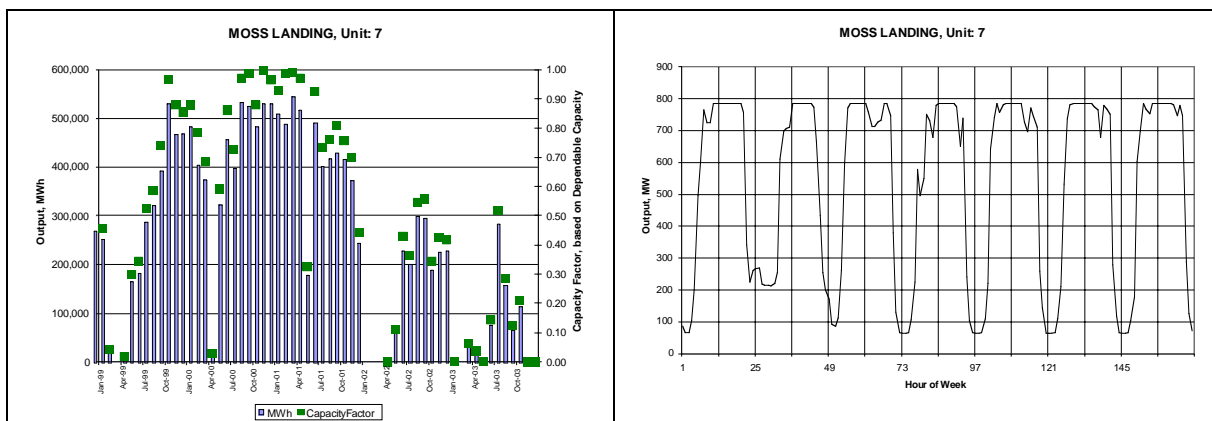 MOSS LANDING, Unit: 7
600,000
500,000
400,000
300,000
200,000
100,000
0
Output, MWh
1.00
0.90
0.80
0.70
0.60
0.50
0.40
0.30
0.20
0.10
0.00
Capacity Factor, based on Dependable Capacity
Jan-99
Apr-99
Jul-99
Oct-99
Jan-00
Apr-00
Jul-00
Oct-00
Jan-01
Apr-01
Jul-01
Oct-01
Jan-02
Apr-02
Jul-02
Oct-02
Jan-03
Apr-03
Jul-03
Oct-03
MWh
CapacityFactor
MOSS LANDING, Unit: 7
900
800
700
600
500
400
300
200
100
0
Output, MW
1
25
49
73
97
121
145
Hour of Week